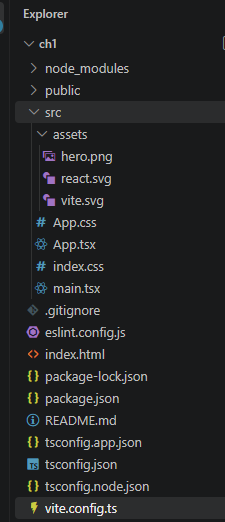 Explorer
ch1
node_modules
public
src
assets
hero.png
react.svg
vite.svg
# App.css
App.tsx
# index.css
main.tsx
.gitignore
eslint.config.js
<> index.html
{} package-lock.json
{} package.json
README.md
{} tsconfig.app.json
TS tsconfig.json
{} tsconfig.node.json
vite.config.ts